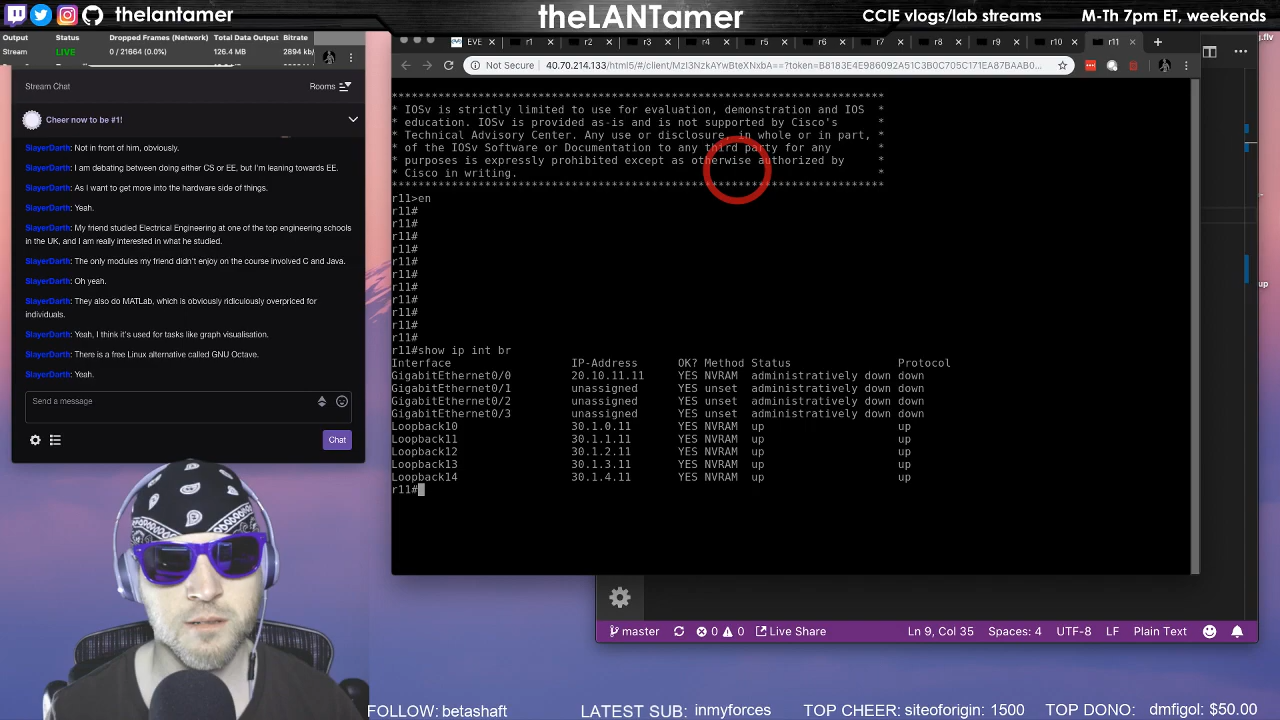 thelantamer
theLANTamer
CCIE vlogs/lab streams
M-Th 7pm ET, weekends
Output Status Dropped Frames (Network) Total Data Output Bitrate
Stream LIVE 0 / 21664 (0.0%) 126.4 MB 2894 kb/
Stream Chat
Rooms
Cheer now to be #1!
SlayerDarth: Not in front of him, obviously.
SlayerDarth: I am debating between doing either CS or EE, but I'm leaning towards EE.
SlayerDarth: As I want to get more into the hardware side of things.
SlayerDarth: Yeah.
SlayerDarth: My friend studied Electrical Engineering at one of the top engineering schools
in the UK, and I am really interested in what he studied.
SlayerDarth: The only modules my friend didn't enjoy on the course involved C and Java.
SlayerDarth: Oh yeah.
SlayerDarth: They also do MATLab, which is obviously ridiculously overpriced for
individuals.
SlayerDarth: Yeah, I think it's used for tasks like graph visualisation.
SlayerDarth: There is a free Linux alternative called GNU Octave.
SlayerDarth: Yeah.
Send a message
Chat
EVE r1 r2 r3 r4 r5 r6 r7 r8 r9 r10 r11
Not Secure 40.70.214.133/html5/#/client/MzI3NzkAYwBteXNxbA==?token=B8183E4E986092A51C3B0C705C171EA87BAAB0...
j.flv
************************************************************************
* IOSv is strictly limited to use for evaluation, demonstration and IOS *
* education. IOSv is provided as-is and is not supported by Cisco's *
* Technical Advisory Center. Any use or disclosure, in whole or in part, *
* of the IOSv Software or Documentation to any third party for any *
* purposes is expressly prohibited except as otherwise authorized by *
* Cisco in writing. *
************************************************************************
r11>en
r11#
r11#
r11#
r11#
r11#
r11#
r11#
r11#
r11#
r11#
r11#
r11#show ip int br
Interface IP-Address OK? Method Status Protocol
GigabitEthernet0/0 20.10.11.11 YES NVRAM administratively down down
GigabitEthernet0/1 unassigned YES unset administratively down down
GigabitEthernet0/2 unassigned YES unset administratively down down
GigabitEthernet0/3 unassigned YES unset administratively down down
Loopback10 30.1.0.11 YES NVRAM up up
Loopback11 30.1.1.11 YES NVRAM up up
Loopback12 30.1.2.11 YES NVRAM up up
Loopback13 30.1.3.11 YES NVRAM up up
Loopback14 30.1.4.11 YES NVRAM up up
r11#
up
master 0 0 Live Share Ln 9, Col 35 Spaces: 4 UTF-8 LF Plain Text
FOLLOW: betashaft
LATEST SUB: inmyforces
TOP CHEER: siteoforigin: 1500
TOP DONO: dmfigol: $50.00